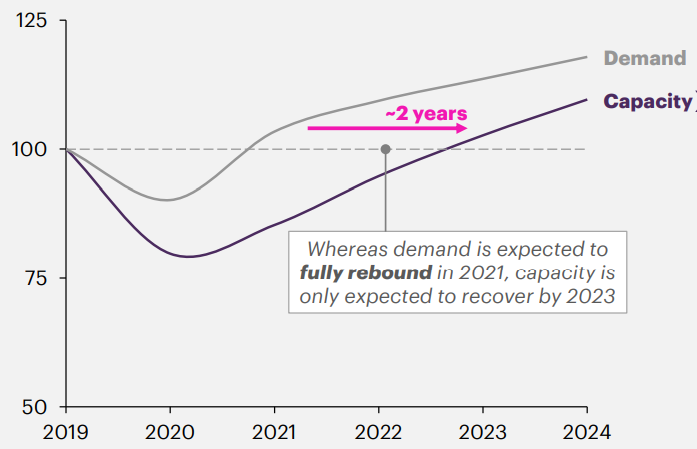 125
Demand
Capacity)
~2 years
100
Whereas demand is expected to
fully rebound in 2021, capacity is
only expected to recover by 2023
75
50
2019 2020 2021 2022 2023 2024